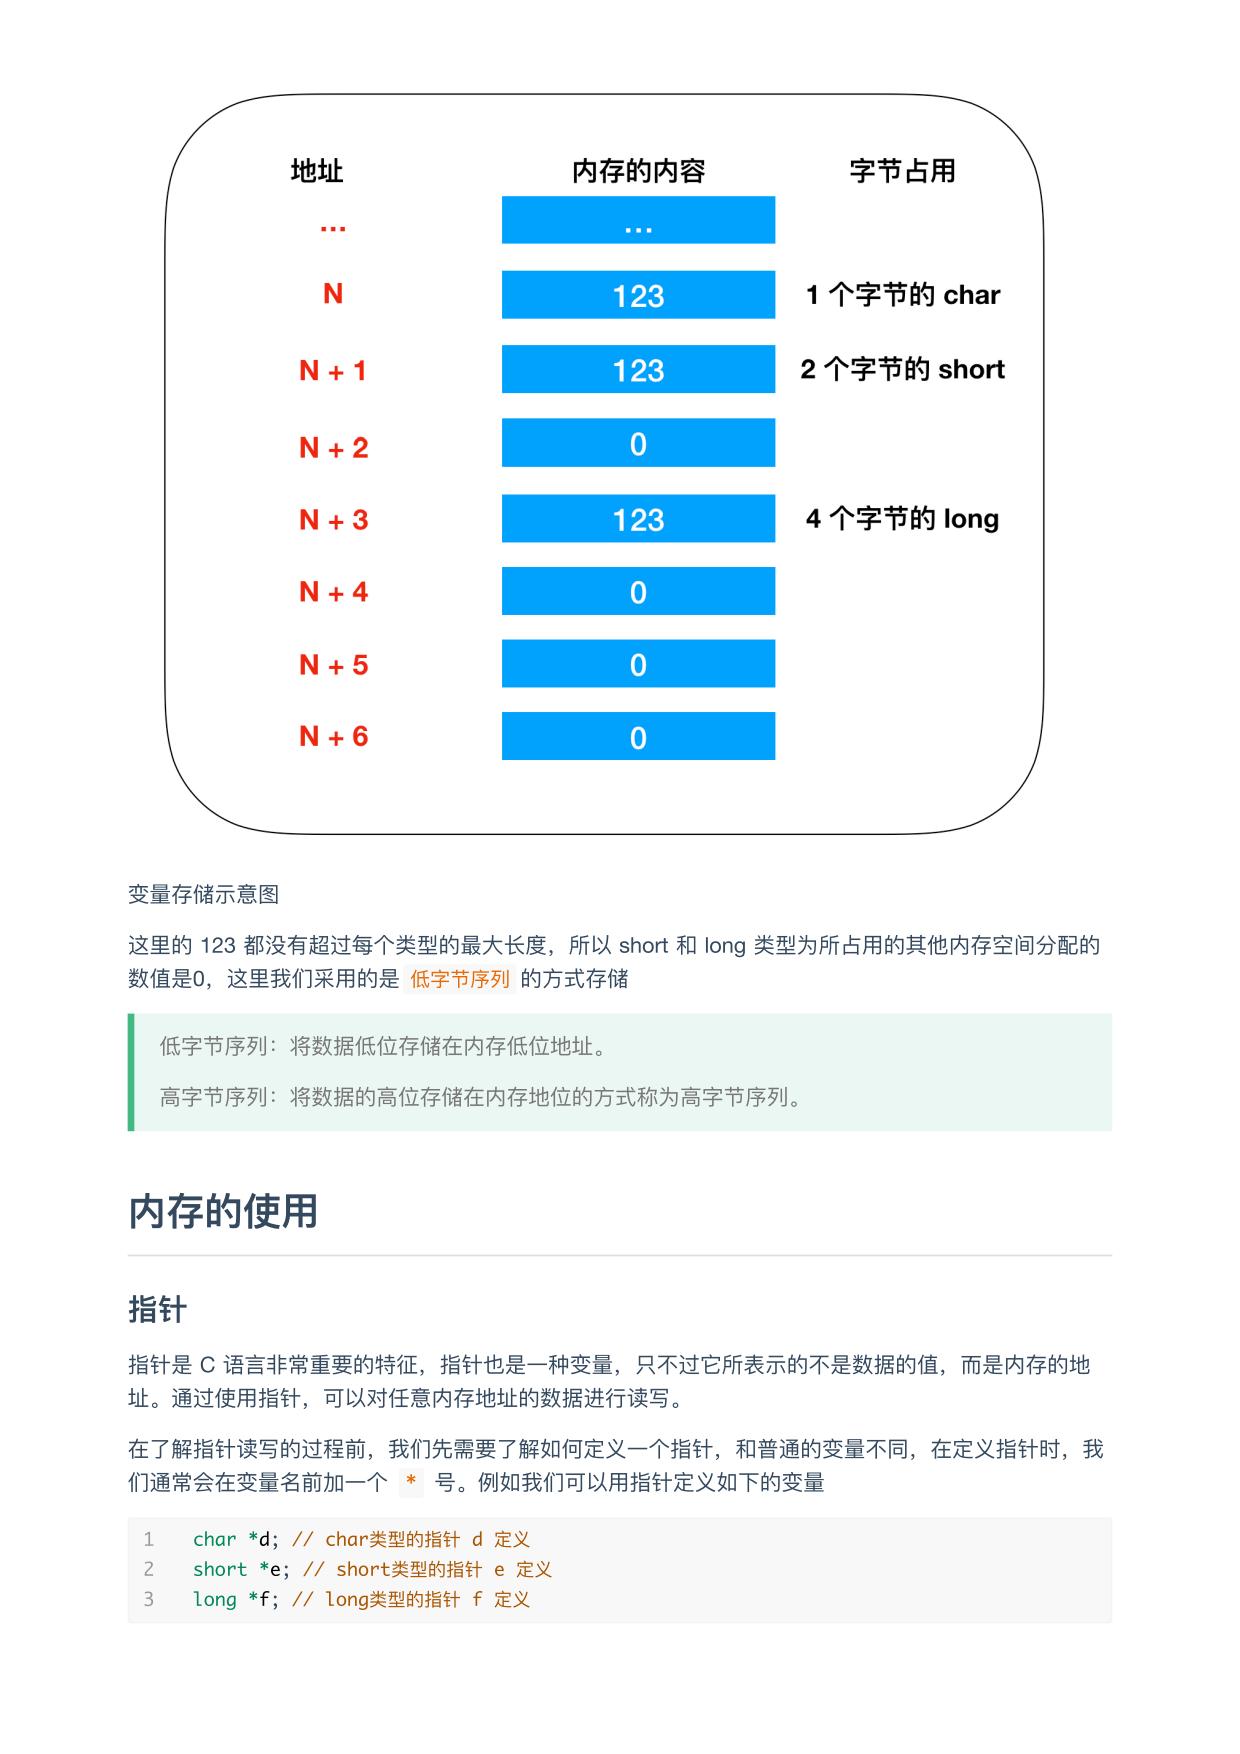 地址 内存的内容 字节占用
... ...
N 123 1 个字节的 char
N + 1 123 2 个字节的 short
N + 2 0
N + 3 123 4 个字节的 long
N + 4 0
N + 5 0
N + 6 0
变量存储示意图
这里的 123 都没有超过每个类型的最大长度，所以 short 和 long 类型为所占用的其他内存空间分配的
数值是0，这里我们采用的是 低字节序列 的方式存储
低字节序列：将数据低位存储在内存低位地址。
高字节序列：将数据的高位存储在内存地位的方式称为高字节序列。
内存的使用
指针
指针是 C 语言非常重要的特征，指针也是一种变量，只不过它所表示的不是数据的值，而是内存的地
址。通过使用指针，可以对任意内存地址的数据进行读写。
在了解指针读写的过程前，我们先需要了解如何定义一个指针，和普通的变量不同，在定义指针时，我
们通常会在变量名前加一个 * 号。例如我们可以用指针定义如下的变量
1 char *d; // char类型的指针 d 定义
2 short *e; // short类型的指针 e 定义
3 long *f; // long类型的指针 f 定义